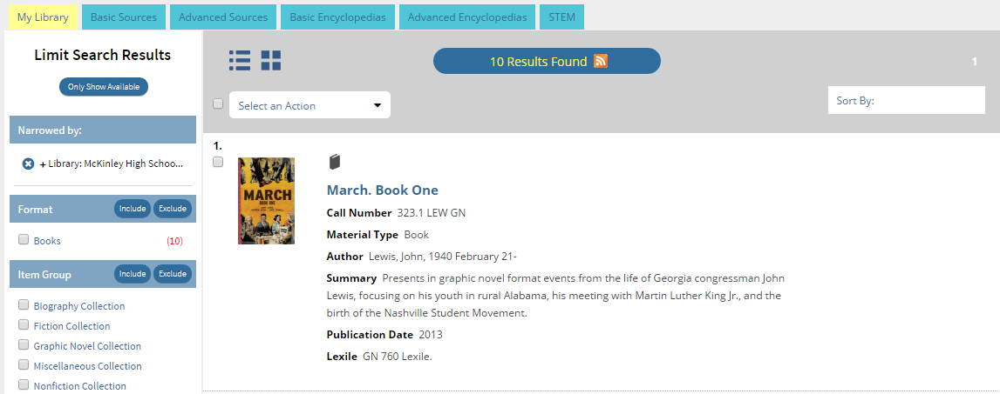 My Library
Basic Sources
Advanced Sources
Basic Encyclopedias
Advanced Encyclopedias
STEM
Limit Search Results
Only Show Available
Narrowed by:
+ Library: McKinley High Schoo...
Format Include Exclude
Books (10)
Item Group Include Exclude
Biography Collection
Fiction Collection
Graphic Novel Collection
Miscellaneous Collection
Nonfiction Collection
10 Results Found
1
Select an Action
Sort By:
1.
MARCH
BOOK ONE
March. Book One
Call Number 323.1 LEW GN
Material Type Book
Author Lewis, John, 1940 February 21-
Summary Presents in graphic novel format events from the life of Georgia congressman John
Lewis, focusing on his youth in rural Alabama, his meeting with Martin Luther King Jr., and the
birth of the Nashville Student Movement.
Publication Date 2013
Lexile GN 760 Lexile.